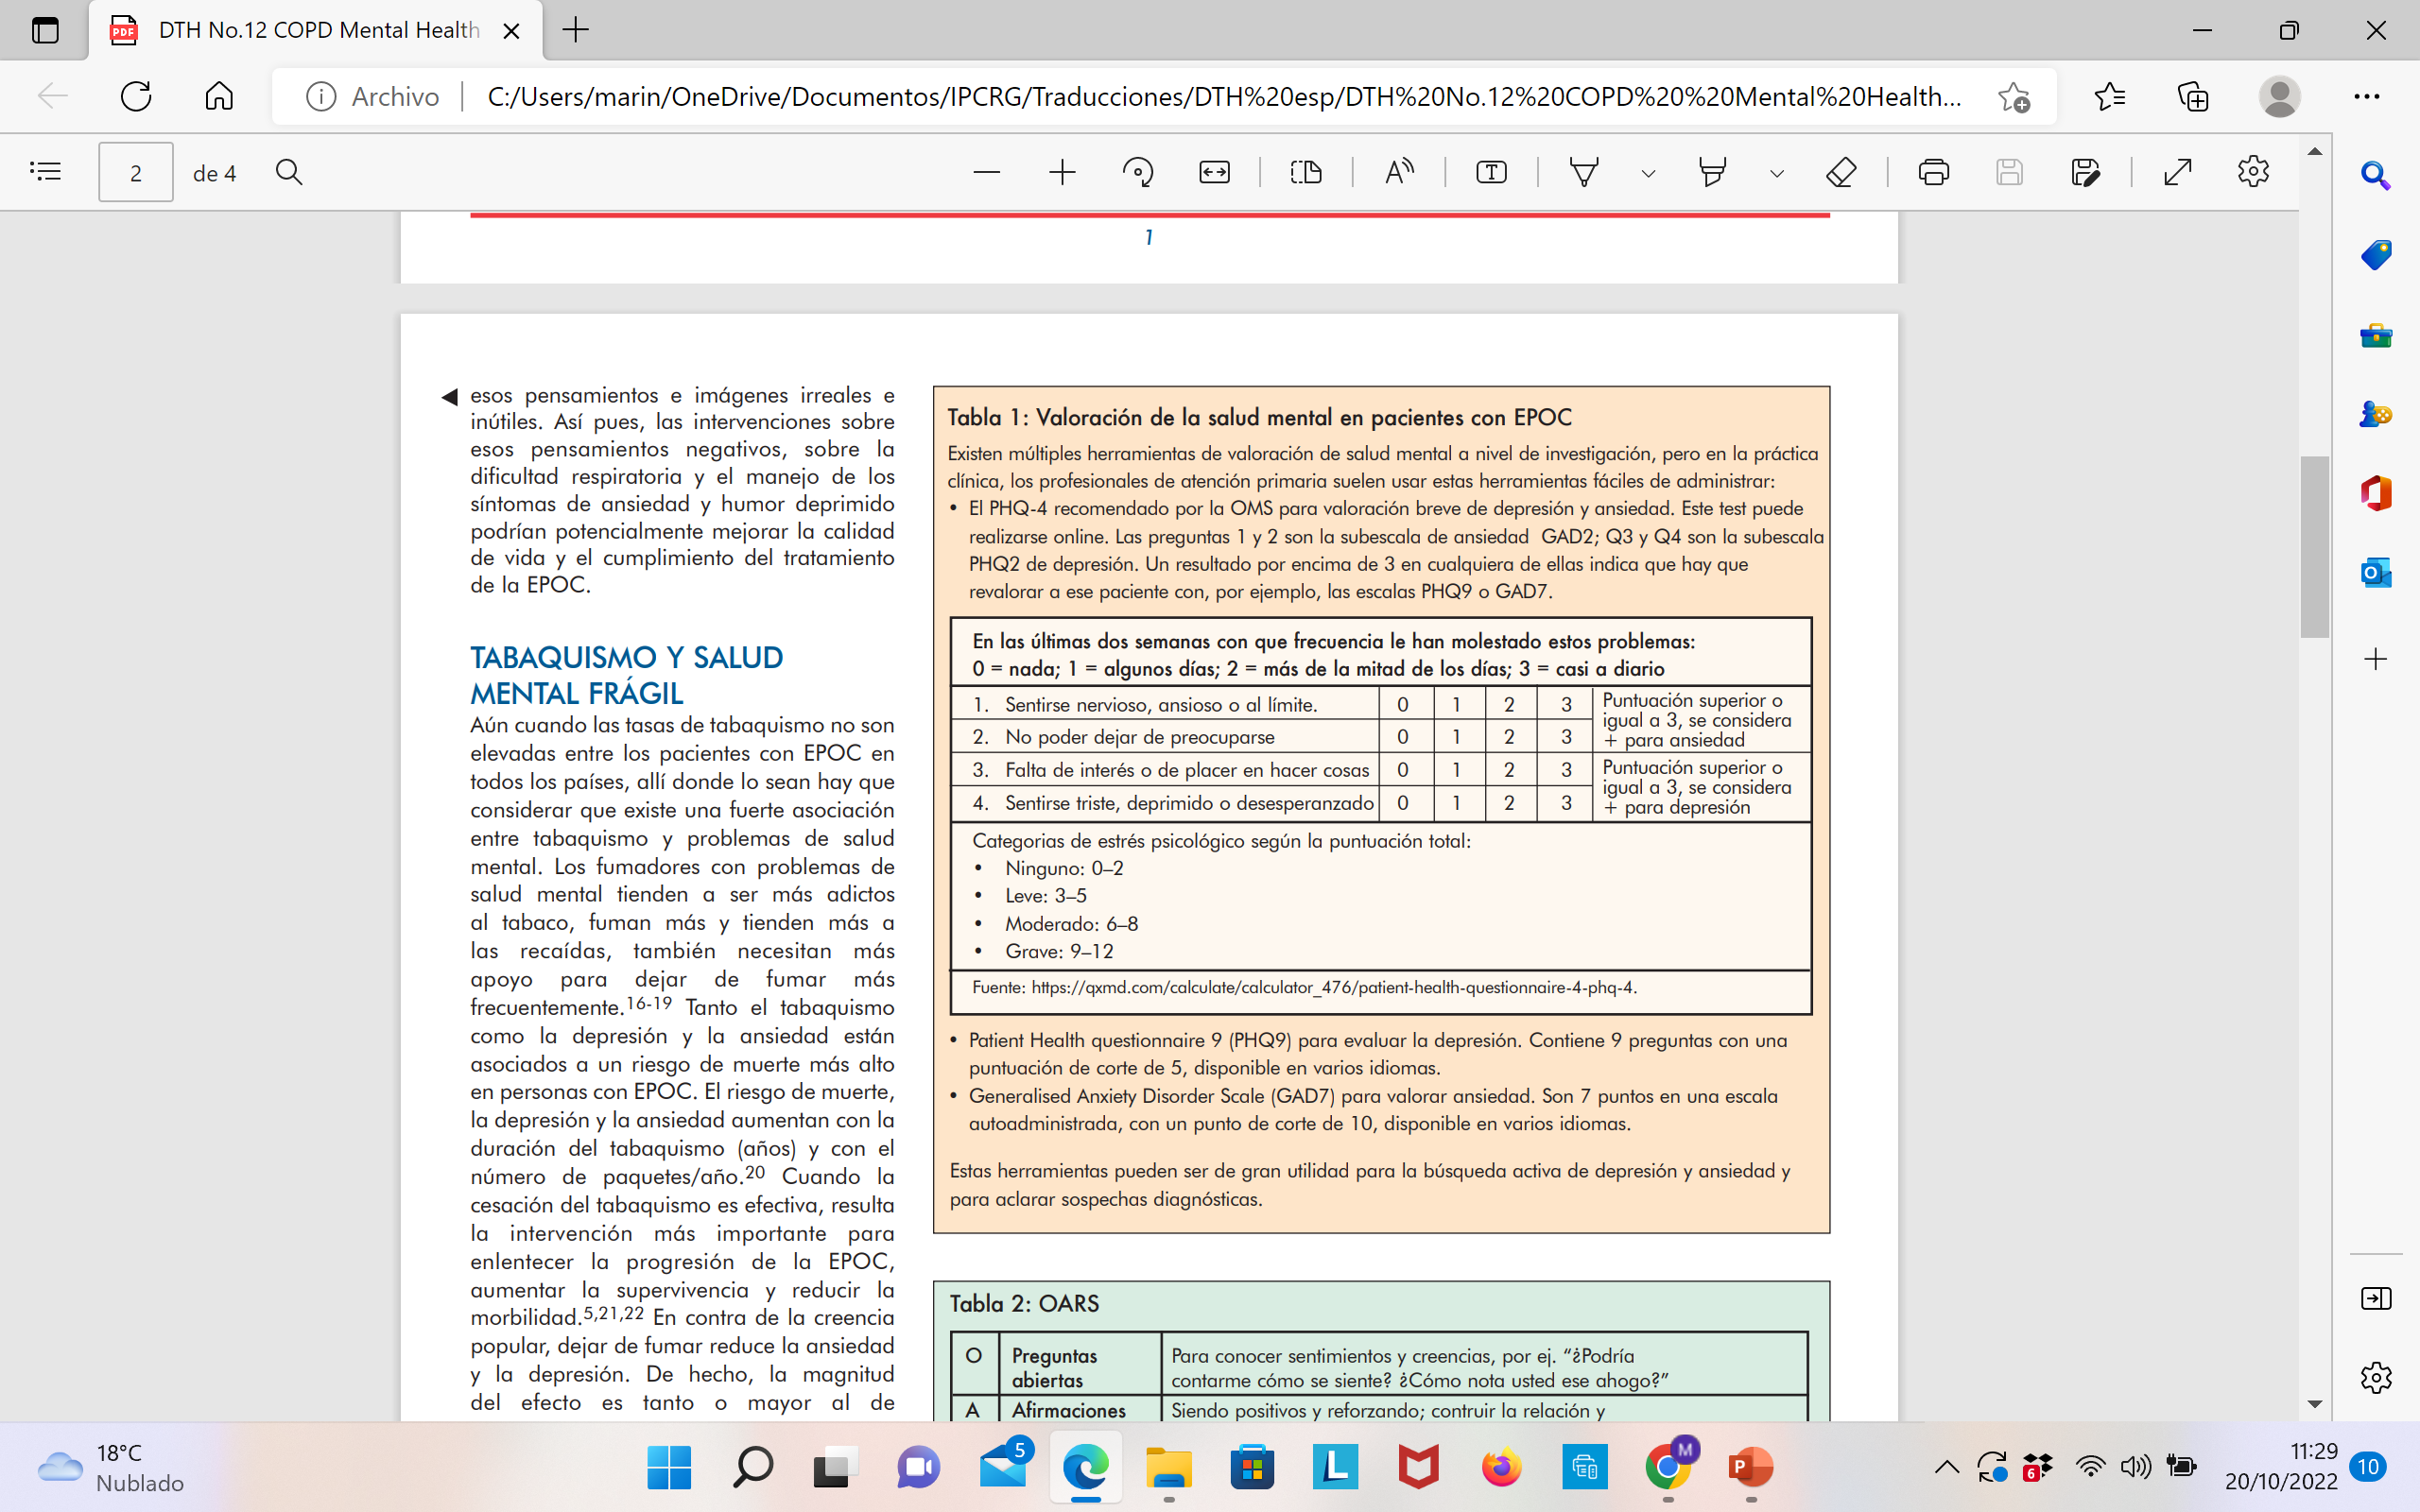 DTH No.12 COPD Mental Health
Archivo
C:/Users/marin/OneDrive/Documentos/IPCRG/Traducciones/DTH%20esp/DTH%20No.12%20COPD%20%20Mental%20Health...
2
de 4
1
esos pensamientos e imágenes irreales e
inútiles. Así pues, las intervenciones sobre
esos pensamientos negativos, sobre la
dificultad respiratoria y el manejo de los
síntomas de ansiedad y humor deprimido
podrían potencialmente mejorar la calidad
de vida y el cumplimiento del tratamiento
de la EPOC.
TABAQUISMO Y SALUD
MENTAL FRÁGIL
Aún cuando las tasas de tabaquismo no son
elevadas entre los pacientes con EPOC en
todos los países, allí donde lo sean hay que
considerar que existe una fuerte asociación
entre tabaquismo y problemas de salud
mental. Los fumadores con problemas de
salud mental tienden a ser más adictos
al tabaco, fuman más y tienden más a
las recaídas, también necesitan más
apoyo para dejar de fumar más
frecuentemente.16-19 Tanto el tabaquismo
como la depresión y la ansiedad están
asociados a un riesgo de muerte más alto
en personas con EPOC. El riesgo de muerte,
la depresión y la ansiedad aumentan con la
duración del tabaquismo (años) y con el
número de paquetes/año.20 Cuando la
cesación del tabaquismo es efectiva, resulta
la intervención más importante para
enlentecer la progresión de la EPOC,
aumentar la supervivencia y reducir la
morbilidad.5,21,22 En contra de la creencia
popular, dejar de fumar reduce la ansiedad
y la depresión. De hecho, la magnitud
del efecto es tanto o mayor al de
Tabla 1: Valoración de la salud mental en pacientes con EPOC
Existen múltiples herramientas de valoración de salud mental a nivel de investigación, pero en la práctica
clínica, los profesionales de atención primaria suelen usar estas herramientas fáciles de administrar:
• El PHQ-4 recomendado por la OMS para valoración breve de depresión y ansiedad. Este test puede
realizarse online. Las preguntas 1 y 2 son la subescala de ansiedad GAD2; Q3 y Q4 son la subescala
PHQ2 de depresión. Un resultado por encima de 3 en cualquiera de ellas indica que hay que
revalorar a ese paciente con, por ejemplo, las escalas PHQ9 o GAD7.
En las últimas dos semanas con que frecuencia le han molestado estos problemas:
0 = nada; 1 = algunos días; 2 = más de la mitad de los días; 3 = casi a diario
1. Sentirse nervioso, ansioso o al límite. 0 1 2 3
2. No poder dejar de preocuparse 0 1 2 3
Puntuación superior o
igual a 3, se considera
+ para ansiedad
3. Falta de interés o de placer en hacer cosas 0 1 2 3
4. Sentirse triste, deprimido o desesperanzado 0 1 2 3
Puntuación superior o
igual a 3, se considera
+ para depresión
Categorias de estrés psicológico según la puntuación total:
• Ninguno: 0–2
• Leve: 3–5
• Moderado: 6–8
• Grave: 9–12
Fuente: https://qxmd.com/calculate/calculator_476/patient-health-questionnaire-4-phq-4.
• Patient Health questionnaire 9 (PHQ9) para evaluar la depresión. Contiene 9 preguntas con una
puntuación de corte de 5, disponible en varios idiomas.
• Generalised Anxiety Disorder Scale (GAD7) para valorar ansiedad. Son 7 puntos en una escala
autoadministrada, con un punto de corte de 10, disponible en varios idiomas.
Estas herramientas pueden ser de gran utilidad para la búsqueda activa de depresión y ansiedad y
para aclarar sospechas diagnósticas.
Tabla 2: OARS
O Preguntas abiertas
Para conocer sentimientos y creencias, por ej. “¿Podría
contarme cómo se siente? ¿Cómo nota usted ese ahogo?”
A Afirmaciones
Siendo positivos y reforzando; contruir la relación y
18°C
Nublado
5
M
6
11:29
20/10/2022
10